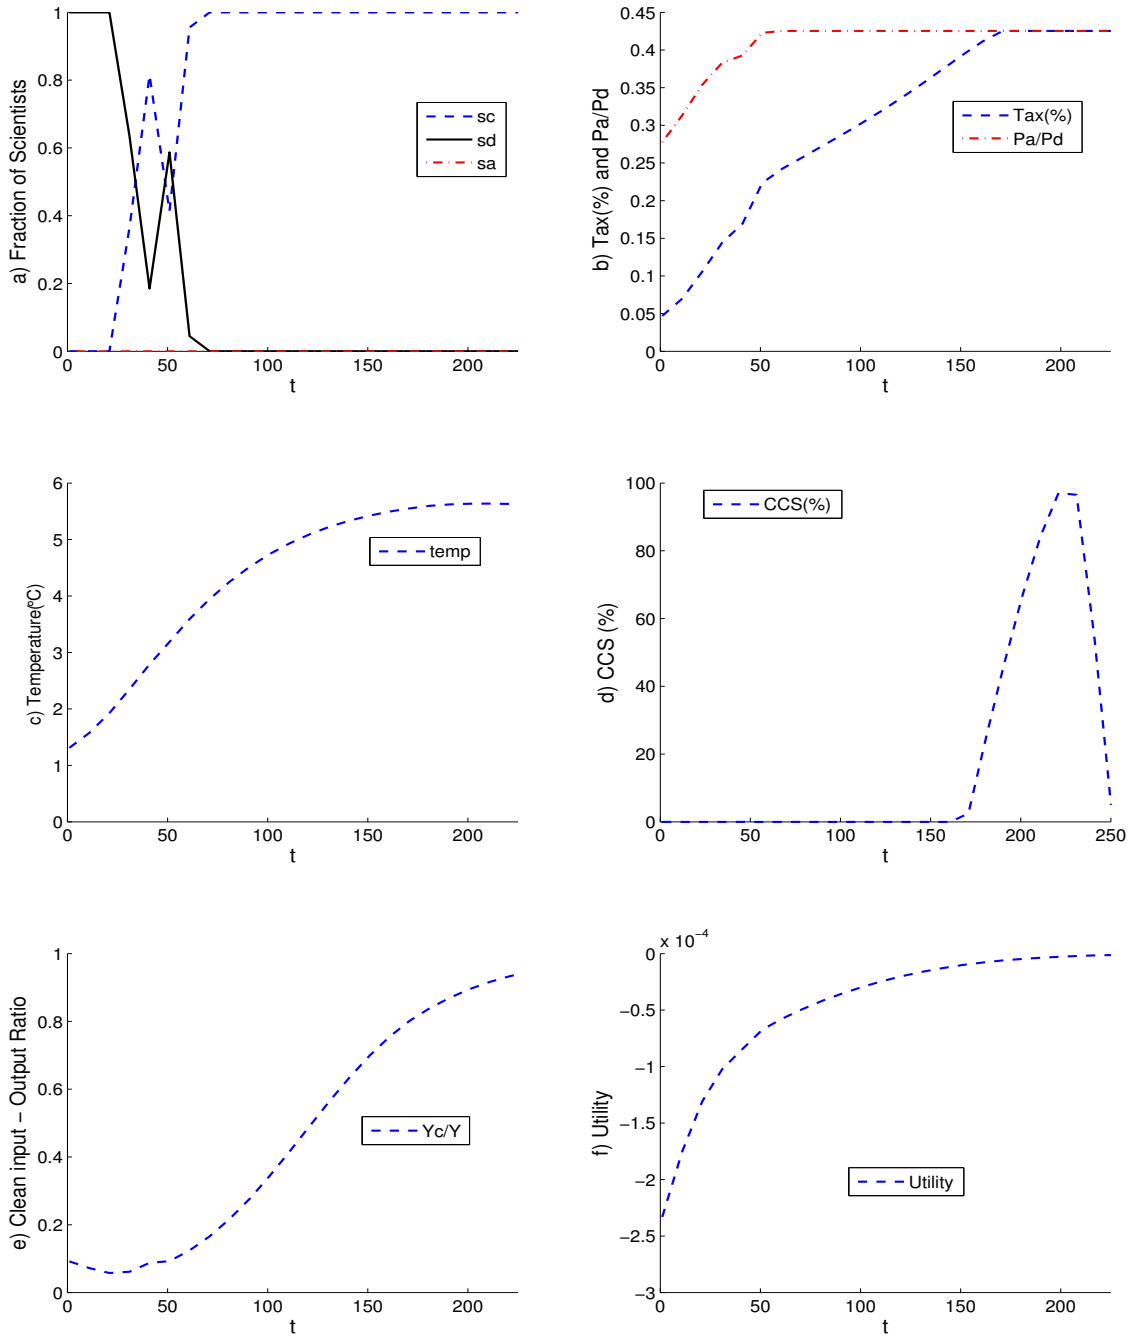 a) Fraction of Scientists
1
0.8
0.6
0.4
0.2
0
0 50 100 150 200
t
sc
sd
sa
b) Tax(%) and Pa/Pd
0.45
0.4
0.35
0.3
0.25
0.2
0.15
0.1
0.05
0
0 50 100 150 200
t
Tax(%)
Pa/Pd
c) Temperature(ºC)
6
5
4
3
2
1
0
0 50 100 150 200
t
temp
d) CCS (%)
100
80
60
40
20
0
0 50 100 150 200 250
t
CCS(%)
e) Clean input − Output Ratio
1
0.8
0.6
0.4
0.2
0
0 50 100 150 200
t
Yc/Y
f) Utility
x 10⁻⁴
0
−0.5
−1
−1.5
−2
−2.5
−3
0 50 100 150 200
t
Utility